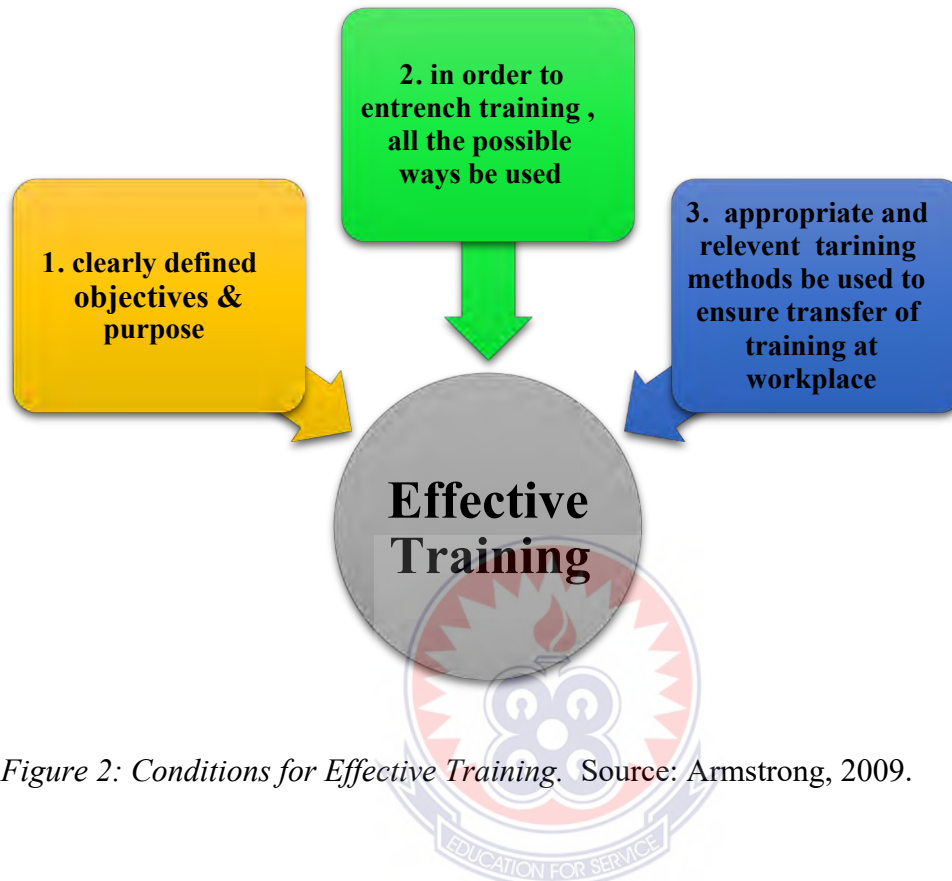 1. clearly defined
objectives &
purpose
2. in order to
entrench training ,
all the possible
ways be used
3. appropriate and
relevent tarining
methods be used to
ensure transfer of
training at
workplace
Effective
Training
Figure 2: Conditions for Effective Training. Source: Armstrong, 2009.
EDUCATION FOR SERVICE